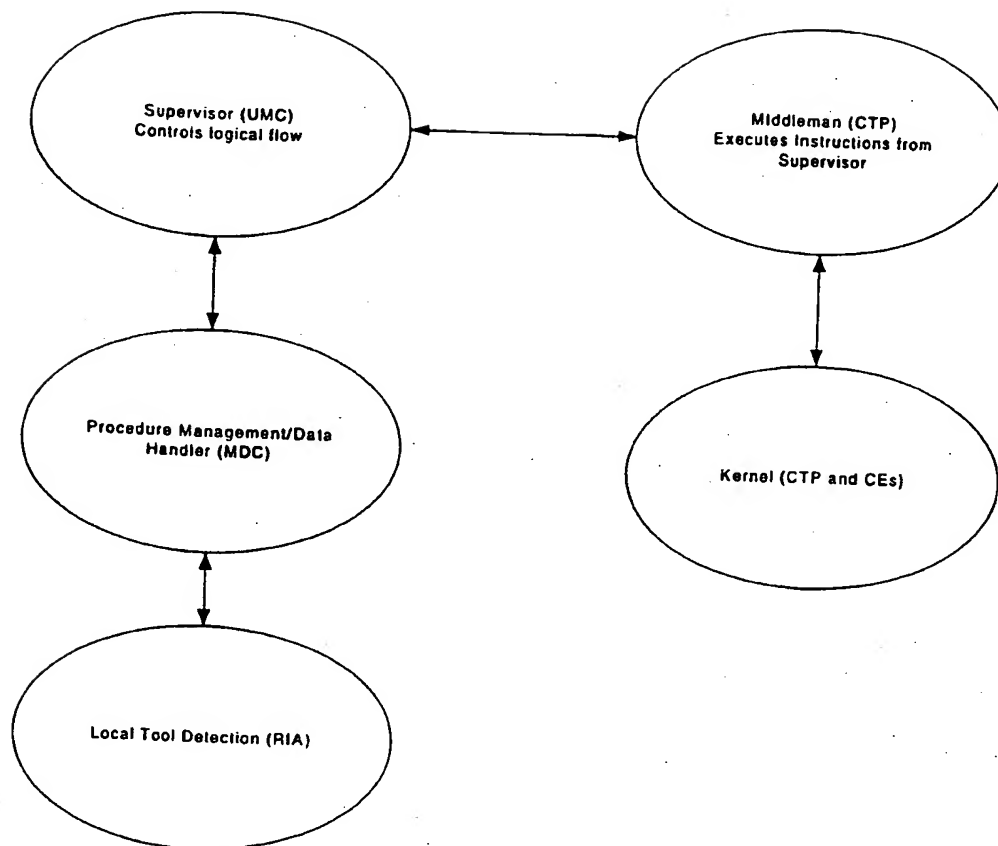 Supervisor (UMC)
Controls logical flow
Middleman (CTP)
Executes Instructions from
Supervisor
Procedure Management/Data
Handler (MDC)
Kernel (CTP and CEs)
Local Tool Detection (RIA)